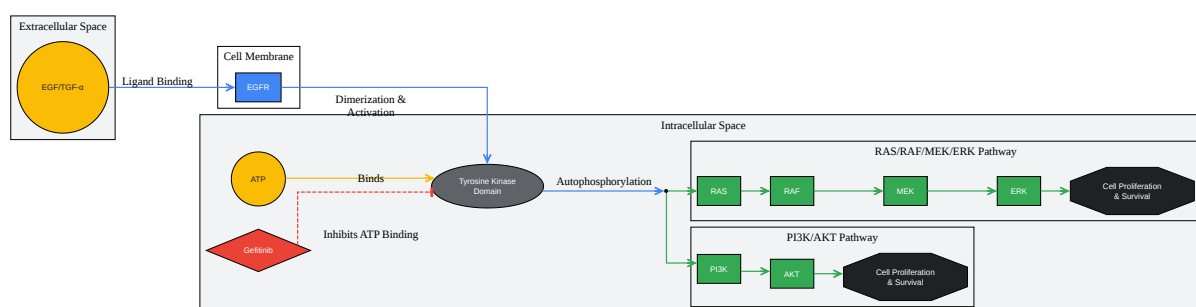 Extracellular Space
EGF/TGF-α
Ligand Binding
Cell Membrane
EGFR
Dimerization &
Activation
Intracellular Space
ATP
Binds
Tyrosine Kinase
Domain
Autophosphorylation
Gefitinib
Inhibits ATP Binding
RAS/RAF/MEK/ERK Pathway
RAS
RAF
MEK
ERK
Cell Proliferation
& Survival
PI3K/AKT Pathway
PI3K
AKT
Cell Proliferation
& Survival